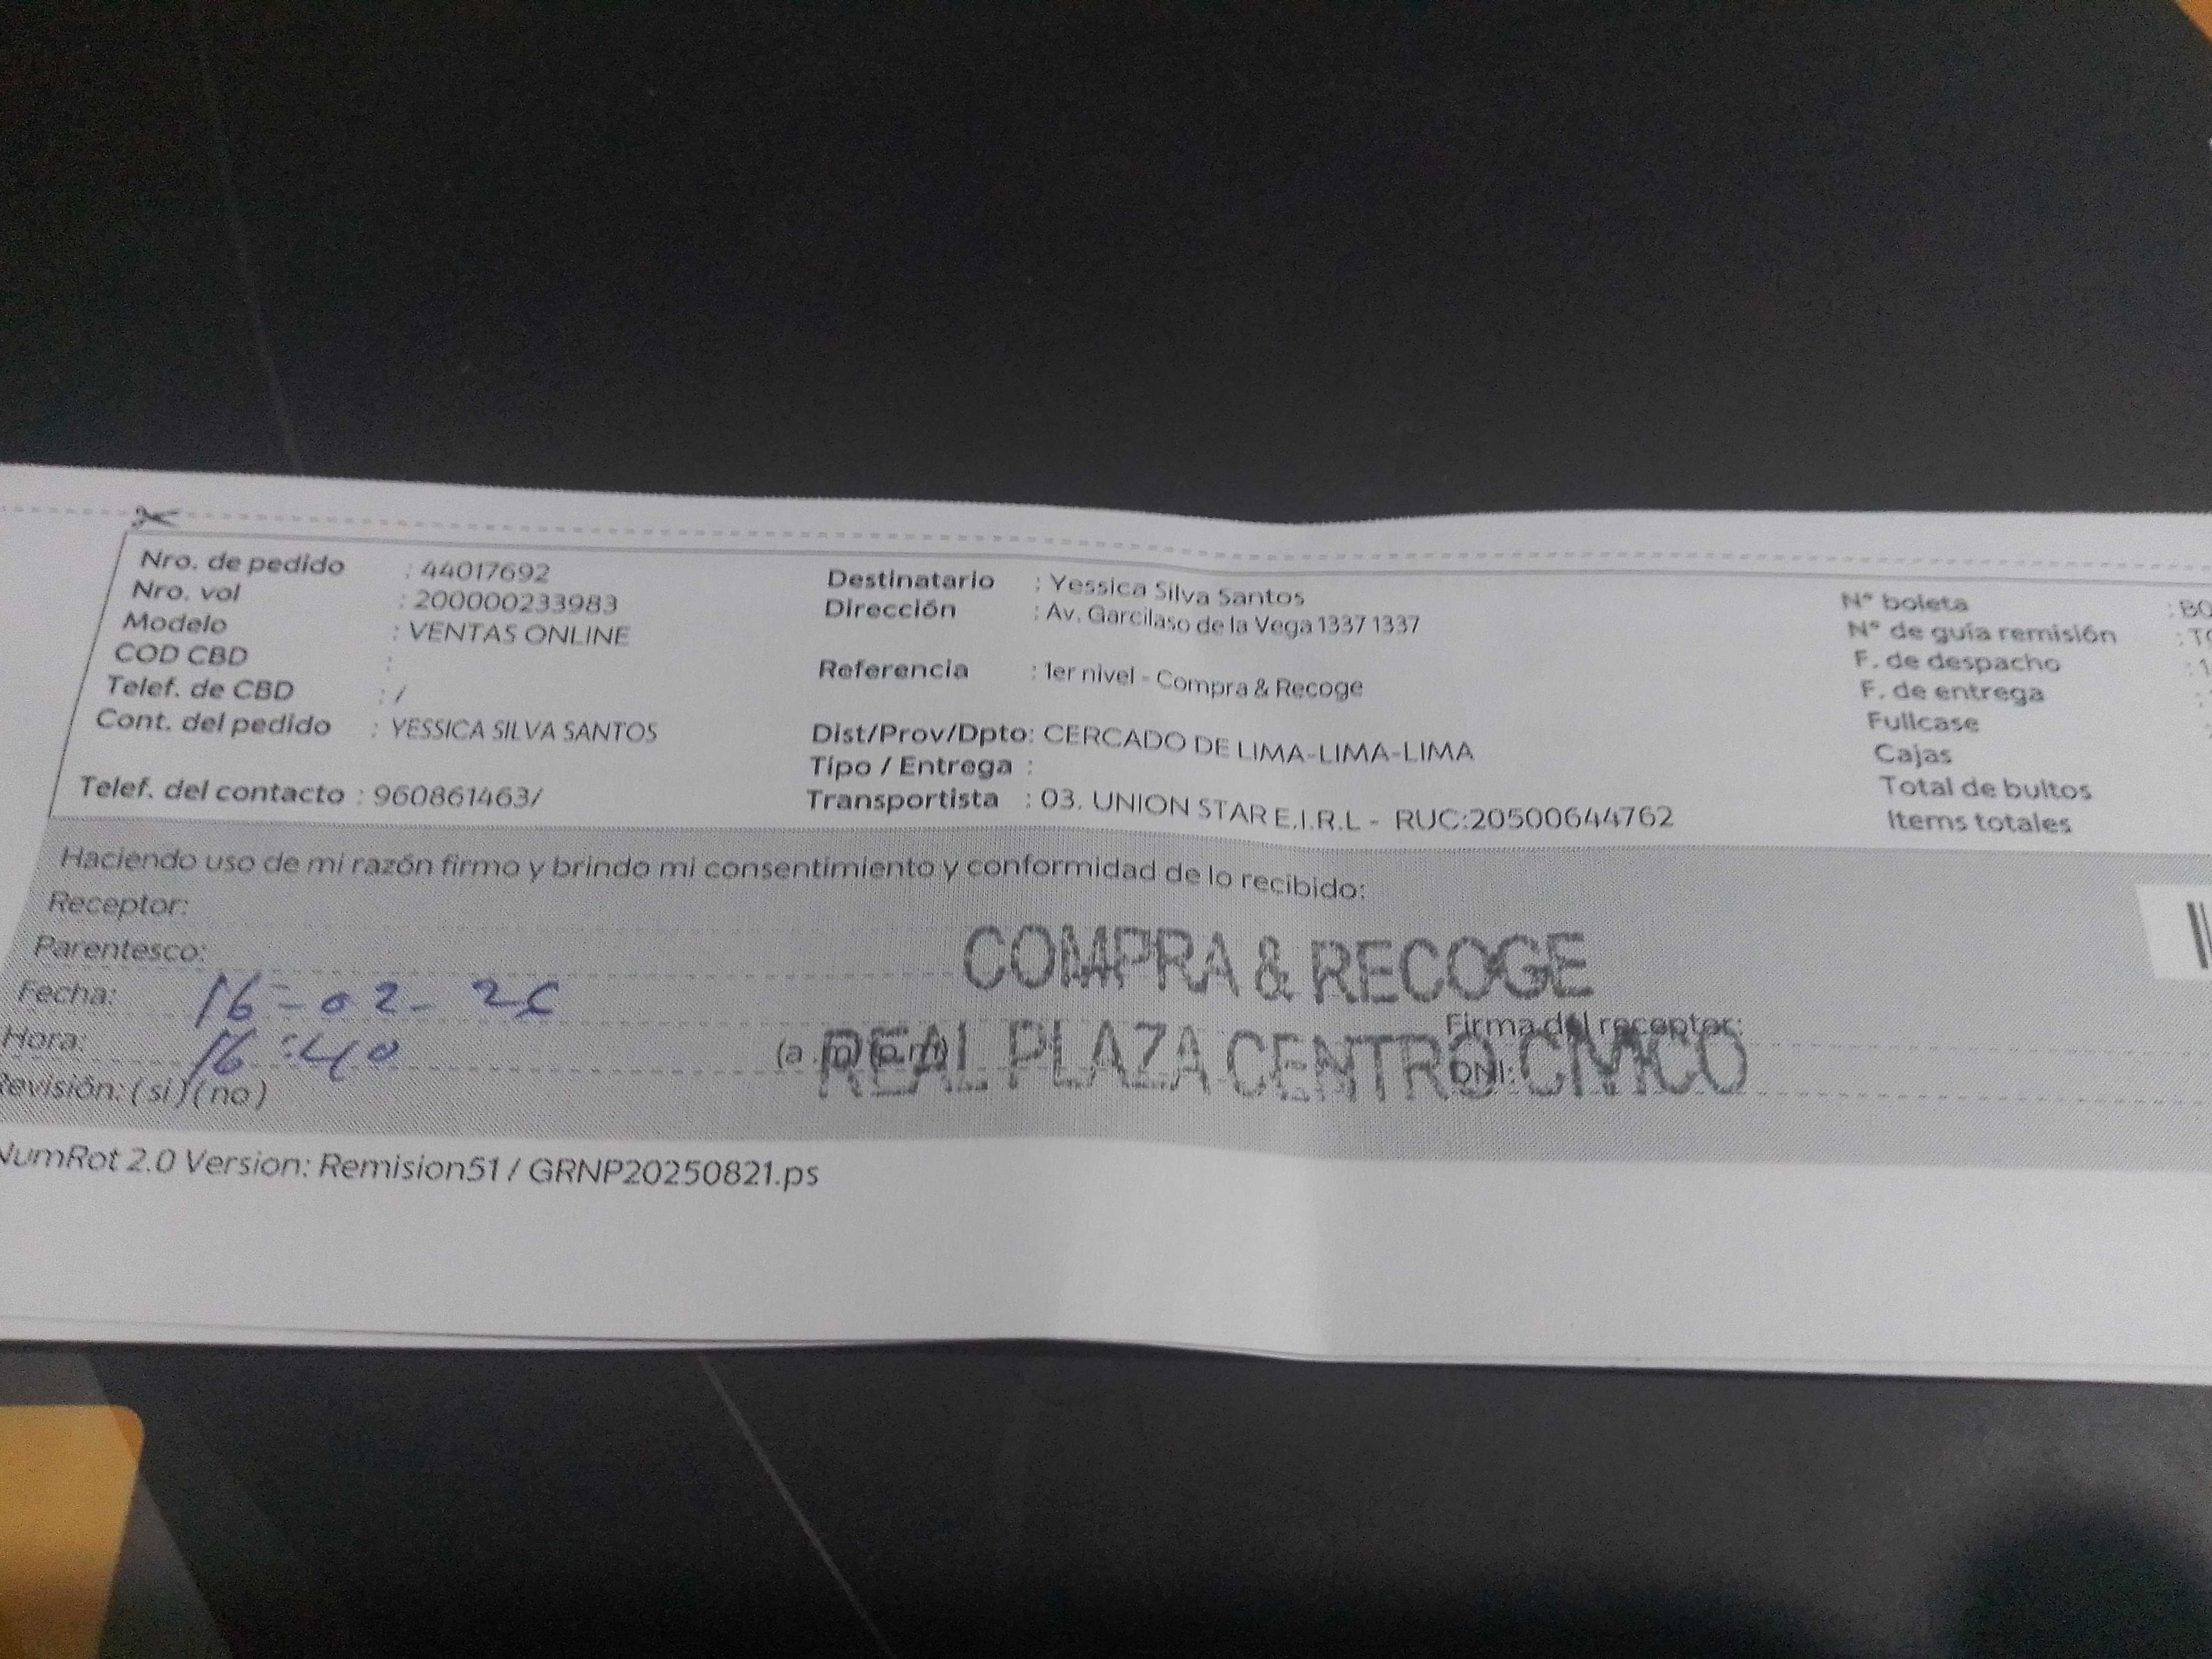 Nro. de pedido : 44017692
Nro. vol : 200000233983
Modelo : VENTAS ONLINE
COD CBD :
Telef. de CBD : /
Cont. del pedido : YESSICA SILVA SANTOS
Telef. del contacto : 960861463/
Destinatario : Yessica Silva Santos
Dirección : Av. Garcilaso de la Vega 1337 1337
Referencia : 1er nivel - Compra & Recoge
Dist/Prov/Dpto: CERCADO DE LIMA-LIMA-LIMA
Tipo / Entrega :
Transportista : 03. UNION STAR E.I.R.L - RUC:20500644762
N° boleta : BO
N° de guía remisión
F. de despacho
F. de entrega
Fullcase
Cajas
Total de bultos
Items totales
Haciendo uso de mi razón firmo y brindo mi consentimiento y conformidad de lo recibido:
Receptor:
Parentesco:
Fecha: 16-02-26
Hora: 16:40
Revisión: (si) (no)
COMPRA & RECOGE
REAL PLAZA CENTRO CIVICO
Firma del receptor:
DNI:
NumRot 2.0 Version: Remision51 / GRNP20250821.ps